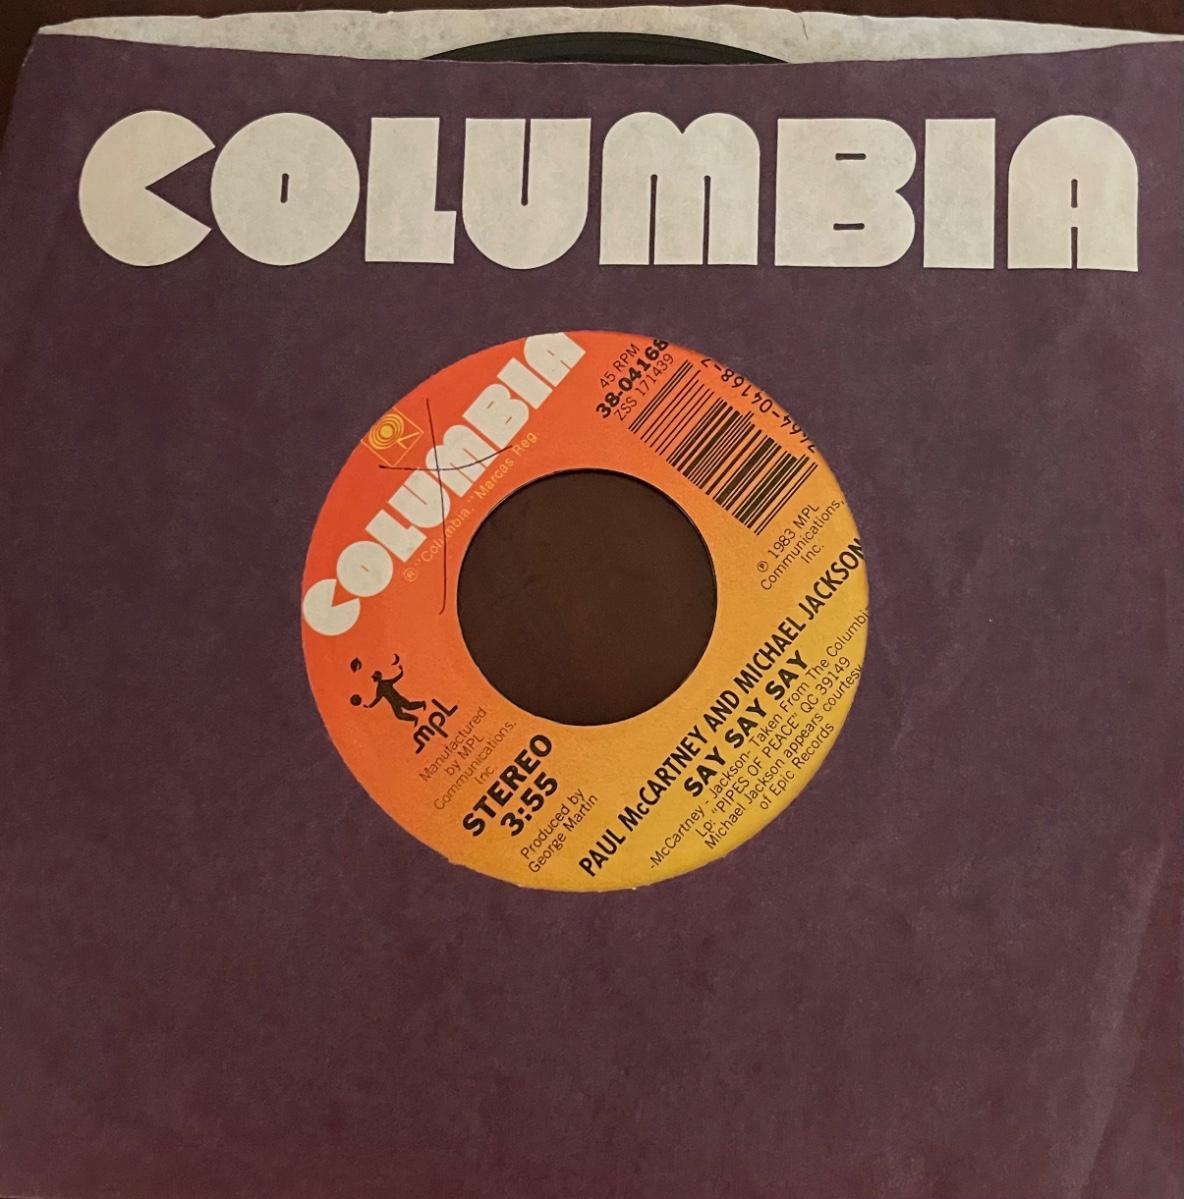 COLUMBIA
COLUMBIA
® "Columbia," Marcas Reg.
45 RPM
38-04168
ZSS 171439
℗ 1983 MPL
Communications,
Inc.
MPL
Manufactured
by MPL
Communications,
Inc
STEREO
3:55
Produced by
George Martin
PAUL McCARTNEY AND MICHAEL JACKSON
SAY SAY SAY
-McCartney - Jackson- Taken From The Columbi
Lp: "PIPES OF PEACE" QC 39149
Michael Jackson appears courtesy
of Epic Records